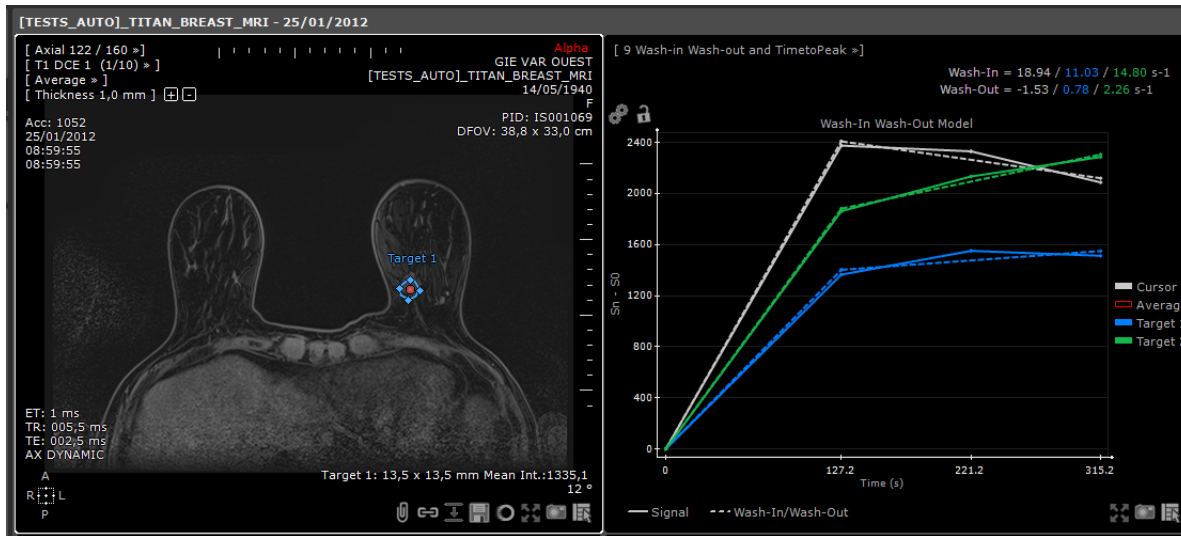 [TESTS_AUTO]_TITAN_BREAST_MRI - 25/01/2012
[ Axial 122 / 160 »]
[ T1 DCE 1 (1/10) » ]
[ Average » ]
[ Thickness 1,0 mm ] + -
Acc: 1052
25/01/2012
08:59:55
08:59:55
Alpha
GIE VAR OUEST
[TESTS_AUTO]_TITAN_BREAST_MRI
14/05/1940
F
PID: IS001069
DFOV: 38,8 x 33,0 cm
Target 1
ET: 1 ms
TR: 005,5 ms
TE: 002,5 ms
AX DYNAMIC
A
R L
P
Target 1: 13,5 x 13,5 mm Mean Int.:1335,1
12 °
[ 9 Wash-in Wash-out and TimetoPeak »]
Wash-In = 18.94 / 11.03 / 14.80 s-1
Wash-Out = -1.53 / 0.78 / 2.26 s-1
Wash-In Wash-Out Model
Sn - S0
2400
2000
1600
1200
800
400
0
0 127.2 221.2 315.2
Time (s)
Cursor
Averag
Target
Target
Signal Wash-In/Wash-Out